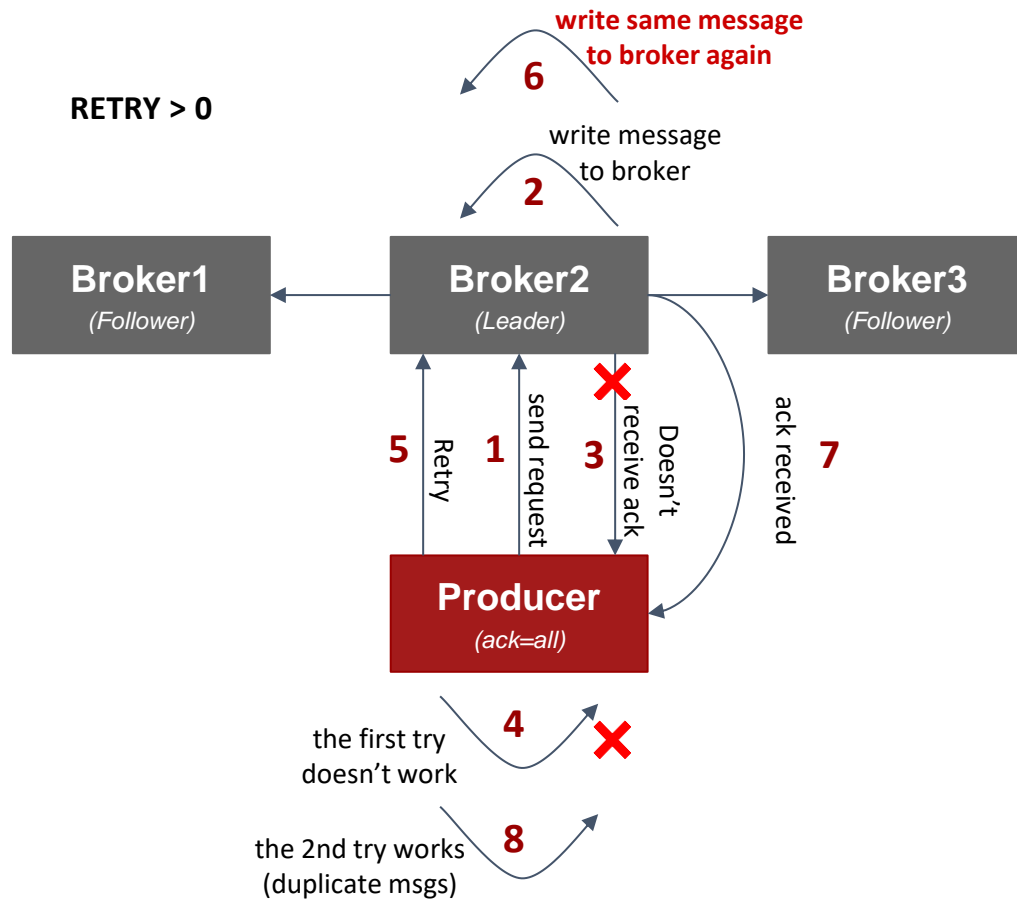 write same message
to broker again
6
RETRY > 0
write message
to broker
2
Broker1
(Follower)
Broker2
(Leader)
Broker3
(Follower)
5
Retry
1
send request
3
Doesn’t
receive ack
ack received
7
Producer
(ack=all)
4
the first try
doesn’t work
8
the 2nd try works
(duplicate msgs)